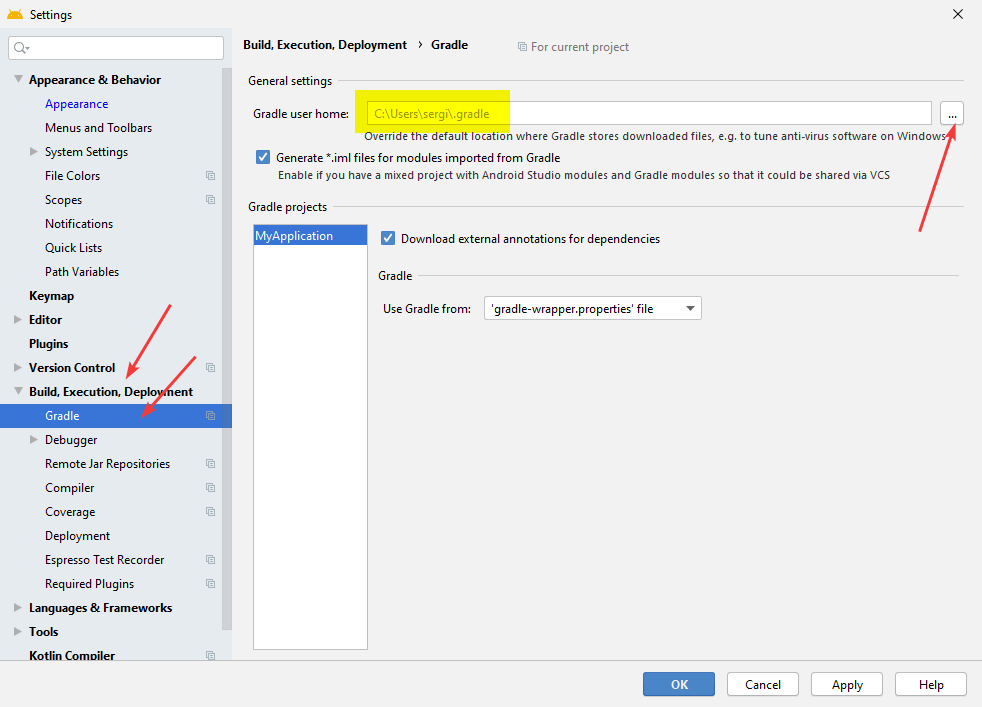 Settings
Appearance & Behavior
Appearance
Menus and Toolbars
System Settings
File Colors
Scopes
Notifications
Quick Lists
Path Variables
Keymap
Editor
Plugins
Version Control
Build, Execution, Deployment
Gradle
Debugger
Remote Jar Repositories
Compiler
Coverage
Deployment
Espresso Test Recorder
Required Plugins
Languages & Frameworks
Tools
Kotlin Compiler
Build, Execution, Deployment › Gradle For current project
General settings
Gradle user home: C:\Users\sergi\.gradle ...
Override the default location where Gradle stores downloaded files, e.g. to tune anti-virus software on Windows
Generate *.iml files for modules imported from Gradle
Enable if you have a mixed project with Android Studio modules and Gradle modules so that it could be shared via VCS
Gradle projects
MyApplication
Download external annotations for dependencies
Gradle
Use Gradle from: 'gradle-wrapper.properties' file
OK Cancel Apply Help